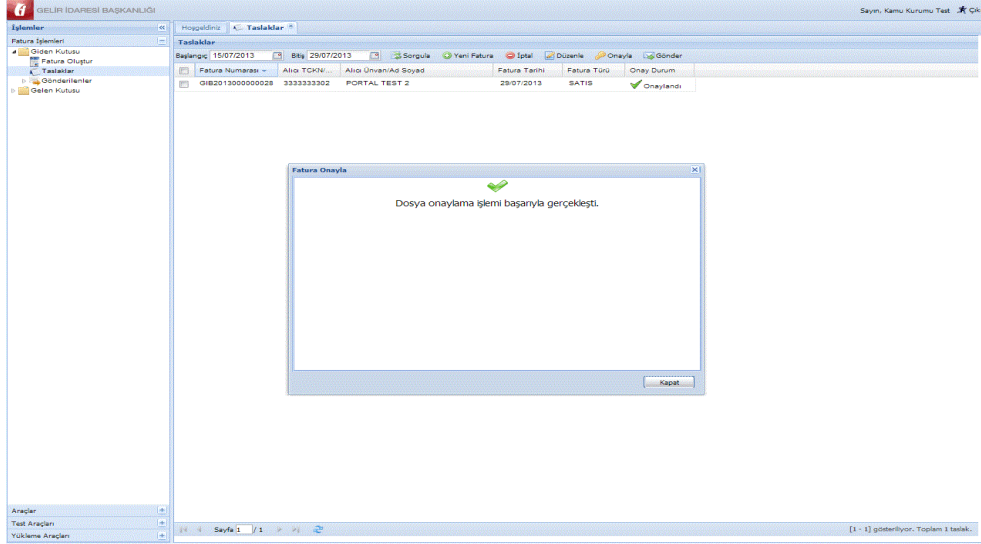 GELİR İDARESİ BAŞKANLIĞI
Sayın, Kamu Kurumu Test Çık
İşlemler
Hoşgeldiniz Taslaklar
Fatura İşlemleri
Taslaklar
Giden Kutusu
Başlangıç 15/07/2013 Bitiş 29/07/2013 Sorgula Yeni Fatura İptal Düzenle Onayla Gönder
Fatura Oluştur
Taslaklar
Fatura Numarası Alıcı TCKN/... Alıcı Ünvan/Ad Soyad Fatura Tarihi Fatura Türü Onay Durum
Gönderilenler
GIB2013000000028 3333333302 PORTAL TEST 2 29/07/2013 SATIS Onaylandı
Gelen Kutusu
Fatura Onayla
Dosya onaylama işlemi başarıyla gerçekleşti.
Kapat
Araçlar
Test Araçları
Yükleme Araçları
Sayfa 1 / 1
[1 - 1] gösteriliyor. Toplam 1 taslak.